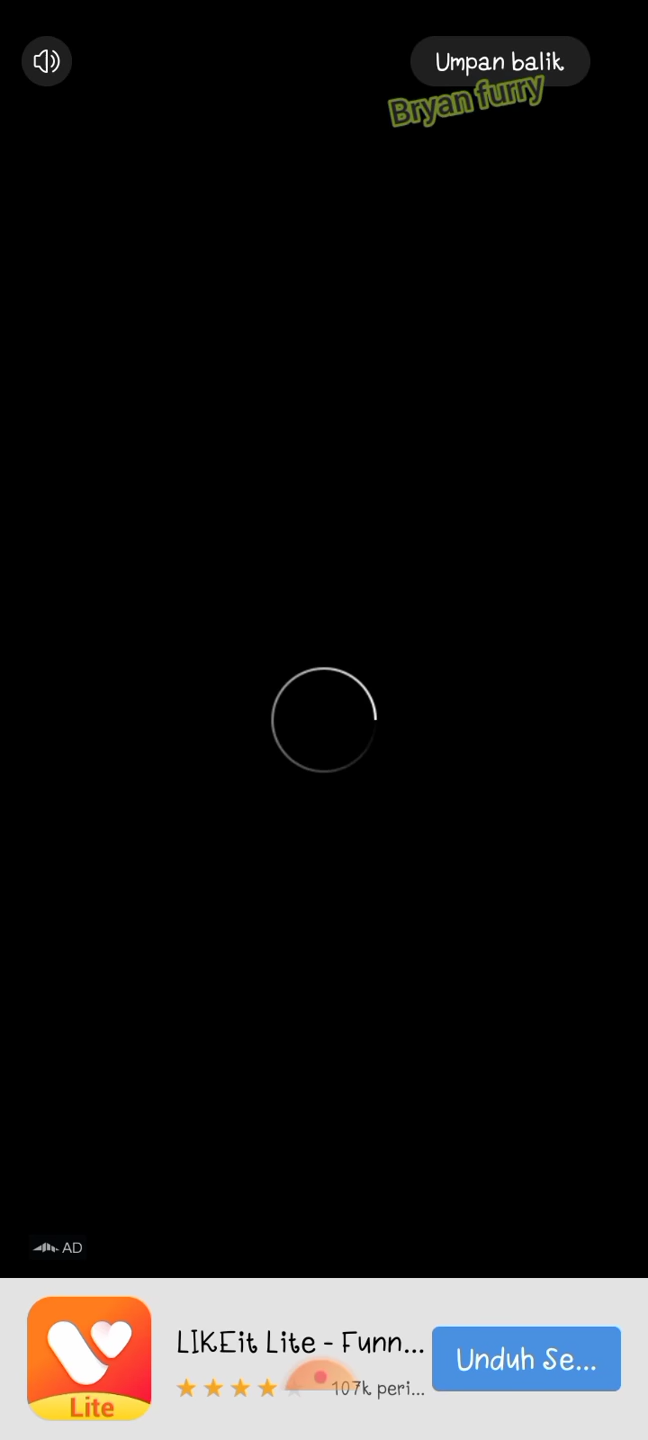 Umpan balik
Bryan furry
AD
LIKEit Lite - Funn...
107k peri...
Unduh Se...
Lite